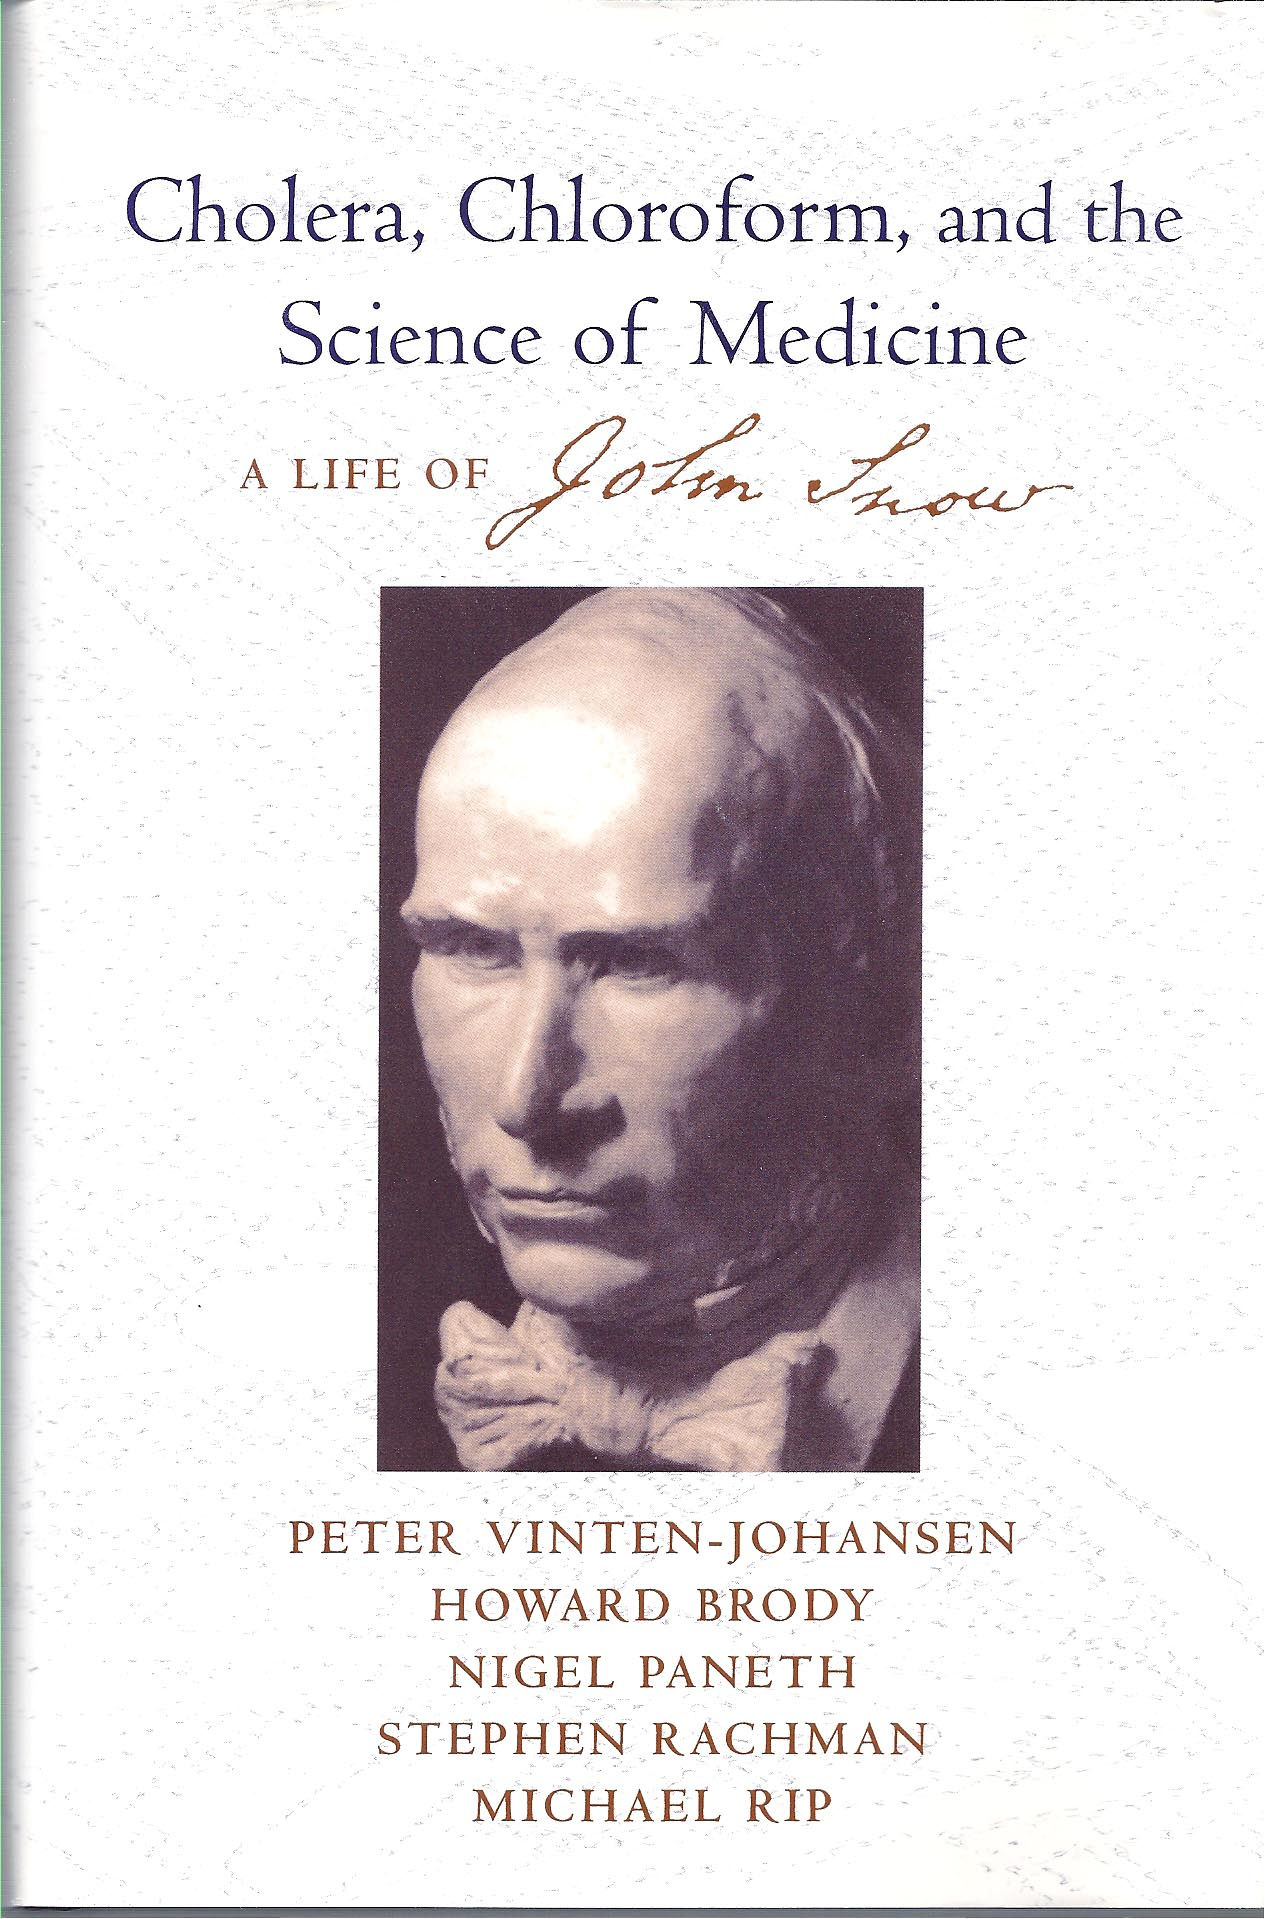 Cholera, Chloroform, and the
Science of Medicine
A LIFE OF John Snow
PETER VINTEN-JOHANSEN
HOWARD BRODY
NIGEL PANETH
STEPHEN RACHMAN
MICHAEL RIP